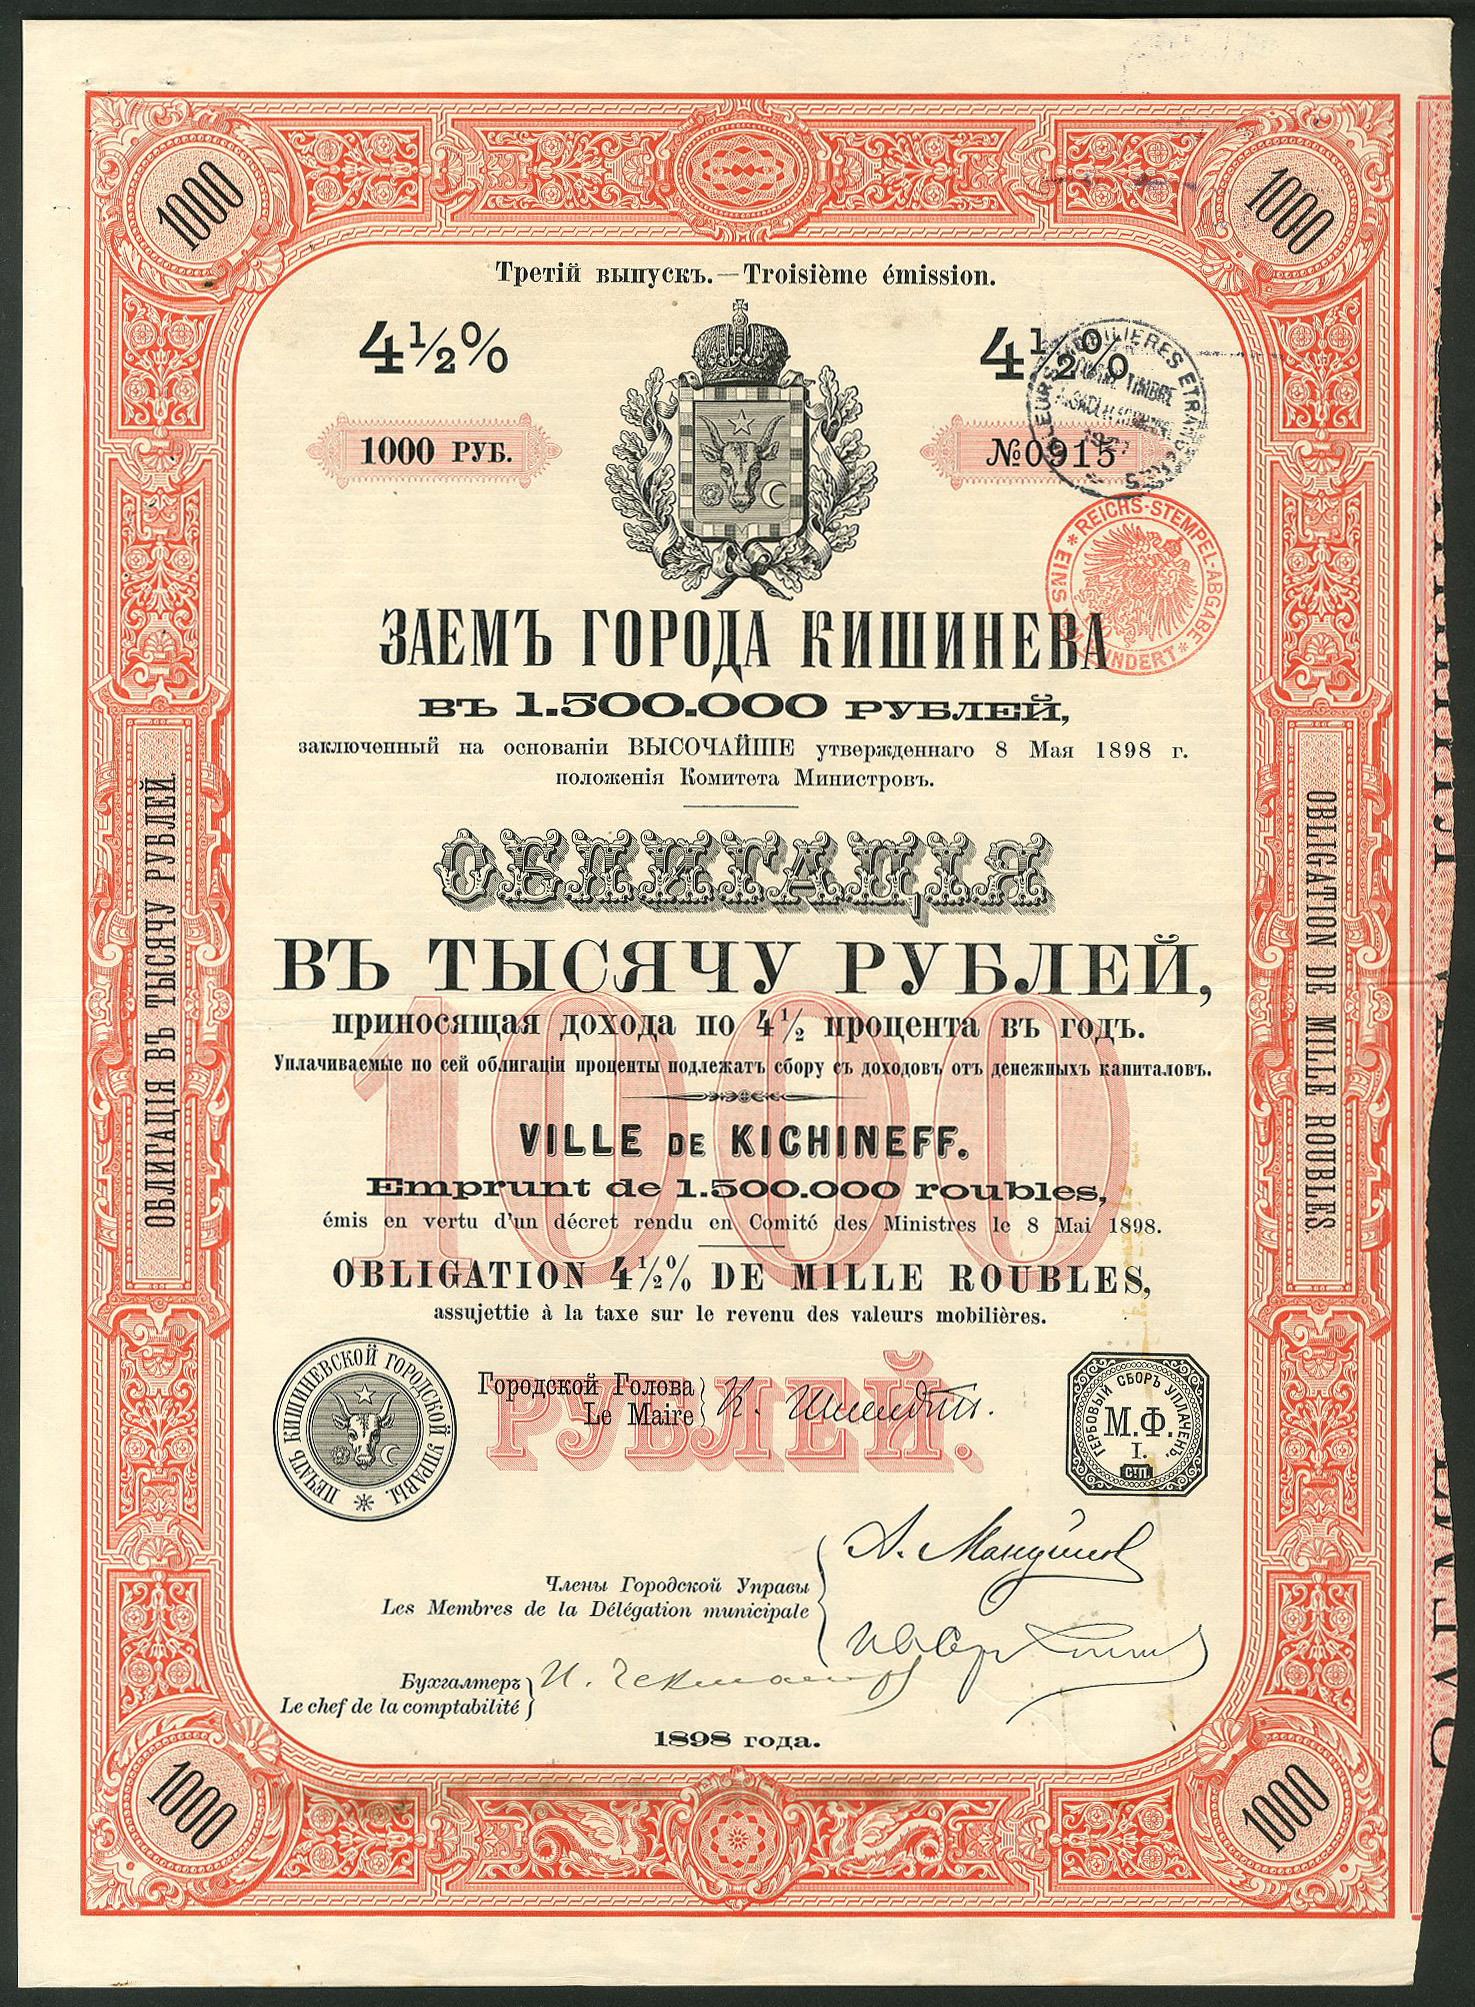 1000
1000
Третій выпускъ.—Troisième émission.
4½%
4½%
1000 РУБ.
№0915
REICHS-STEMPEL-ABGABE
EINS VOM HUNDERT
ЗАЕМЪ ГОРОДА КИШИНЕВА
ВЪ 1.500.000 РУБЛЕЙ,
заключенный на основаніи ВЫСОЧАЙШЕ утвержденнаго 8 Мая 1898 г.
положенія Комитета Министровъ.
ОБЛИГАЦІЯ
ВЪ ТЫСЯЧУ РУБЛЕЙ,
приносящая дохода по 4½ процента въ годъ.
Уплачиваемые по сей облигаціи проценты подлежатъ сбору съ доходовъ отъ денежныхъ капиталовъ.
1000
VILLE DE KICHINEFF.
Emprunt de 1.500.000 roubles,
émis en vertu d'un décret rendu en Comité des Ministres le 8 Mai 1898.
OBLIGATION 4½% DE MILLE ROUBLES,
assujettie à la taxe sur le revenu des valeurs mobilières.
ОБЛИГАЦІЯ ВЪ ТЫСЯЧУ РУБЛЕЙ.
OBLIGATION DE MILLE ROUBLES.
ПЕЧАТЬ КИШИНЕВСКОЙ ГОРОДСКОЙ УПРАВЫ.
РУБЛЕЙ.
Городской Голова
Le Maire
К. Шмидтъ.
ГЕРБОВЫЙ СБОРЪ УПЛАЧЕНЪ.
М.Ф.
I.
С.П.
Члены Городской Управы
Les Membres de la Délégation municipale
Бухгалтеръ
Le chef de la comptabilité
1898 года.
1000
1000